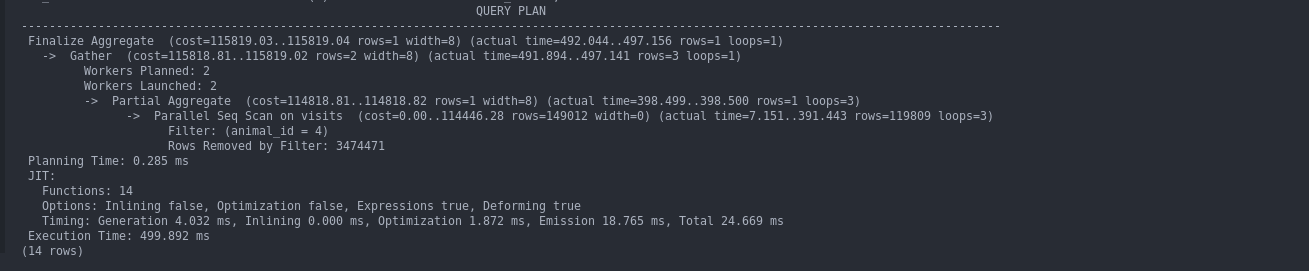 QUERY PLAN
--------------------------------------------------------------------------------------------------------------------------------------------
Finalize Aggregate  (cost=115819.03..115819.04 rows=1 width=8) (actual time=492.044..497.156 rows=1 loops=1)
->  Gather  (cost=115818.81..115819.02 rows=2 width=8) (actual time=491.894..497.141 rows=3 loops=1)
Workers Planned: 2
Workers Launched: 2
->  Partial Aggregate  (cost=114818.81..114818.82 rows=1 width=8) (actual time=398.499..398.500 rows=1 loops=3)
->  Parallel Seq Scan on visits  (cost=0.00..114446.28 rows=149012 width=0) (actual time=7.151..391.443 rows=119809 loops=3)
Filter: (animal_id = 4)
Rows Removed by Filter: 3474471
Planning Time: 0.285 ms
JIT:
Functions: 14
Options: Inlining false, Optimization false, Expressions true, Deforming true
Timing: Generation 4.032 ms, Inlining 0.000 ms, Optimization 1.872 ms, Emission 18.765 ms, Total 24.669 ms
Execution Time: 499.892 ms
(14 rows)